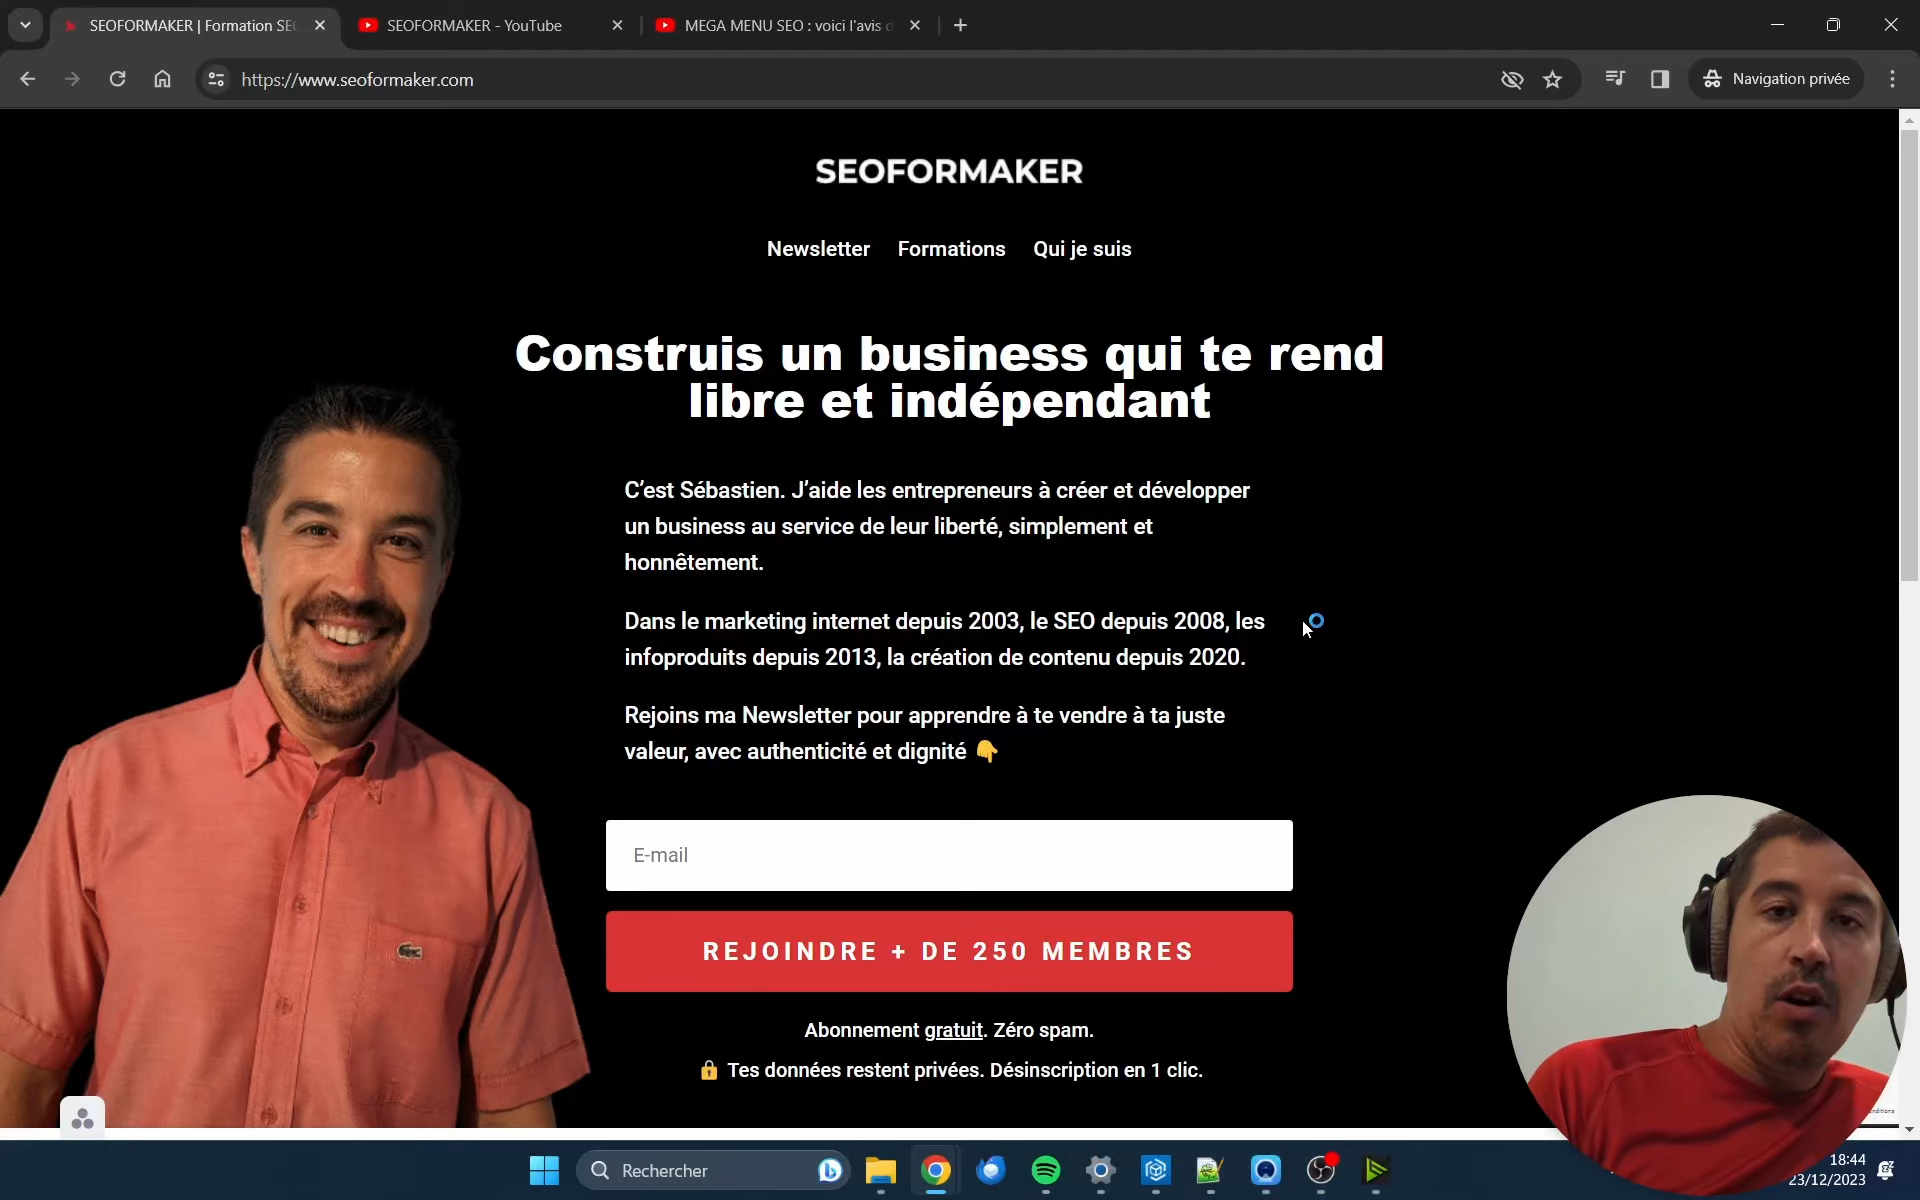 SEOFORMAKER | Formation SE
SEOFORMAKER - YouTube
MEGA MENU SEO : voici l'avis
https://www.seoformaker.com
Navigation privée
SEOFORMAKER
Newsletter Formations Qui je suis
Construis un business qui te rend
libre et indépendant
C’est Sébastien. J’aide les entrepreneurs à créer et développer
un business au service de leur liberté, simplement et
honnêtement.
Dans le marketing internet depuis 2003, le SEO depuis 2008, les
infoproduits depuis 2013, la création de contenu depuis 2020.
Rejoins ma Newsletter pour apprendre à te vendre à ta juste
valeur, avec authenticité et dignité 👇
E-mail
REJOINDRE + DE 250 MEMBRES
Abonnement gratuit. Zéro spam.
🔒 Tes données restent privées. Désinscription en 1 clic.
Rechercher
18:44
23/12/2023